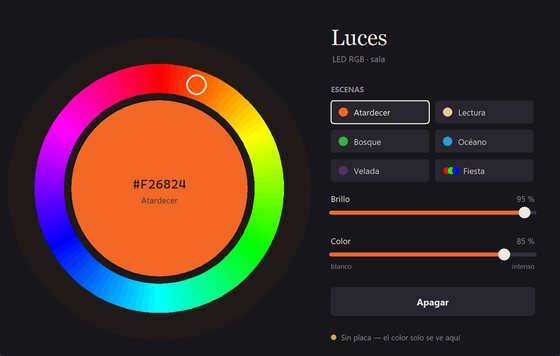 #F26824
Atardecer
Luces
LED RGB · sala
ESCENAS
Atardecer
Lectura
Bosque
Océano
Velada
Fiesta
Brillo
95 %
Color
85 %
blanco
intenso
Apagar
Sin placa — el color solo se ve aquí